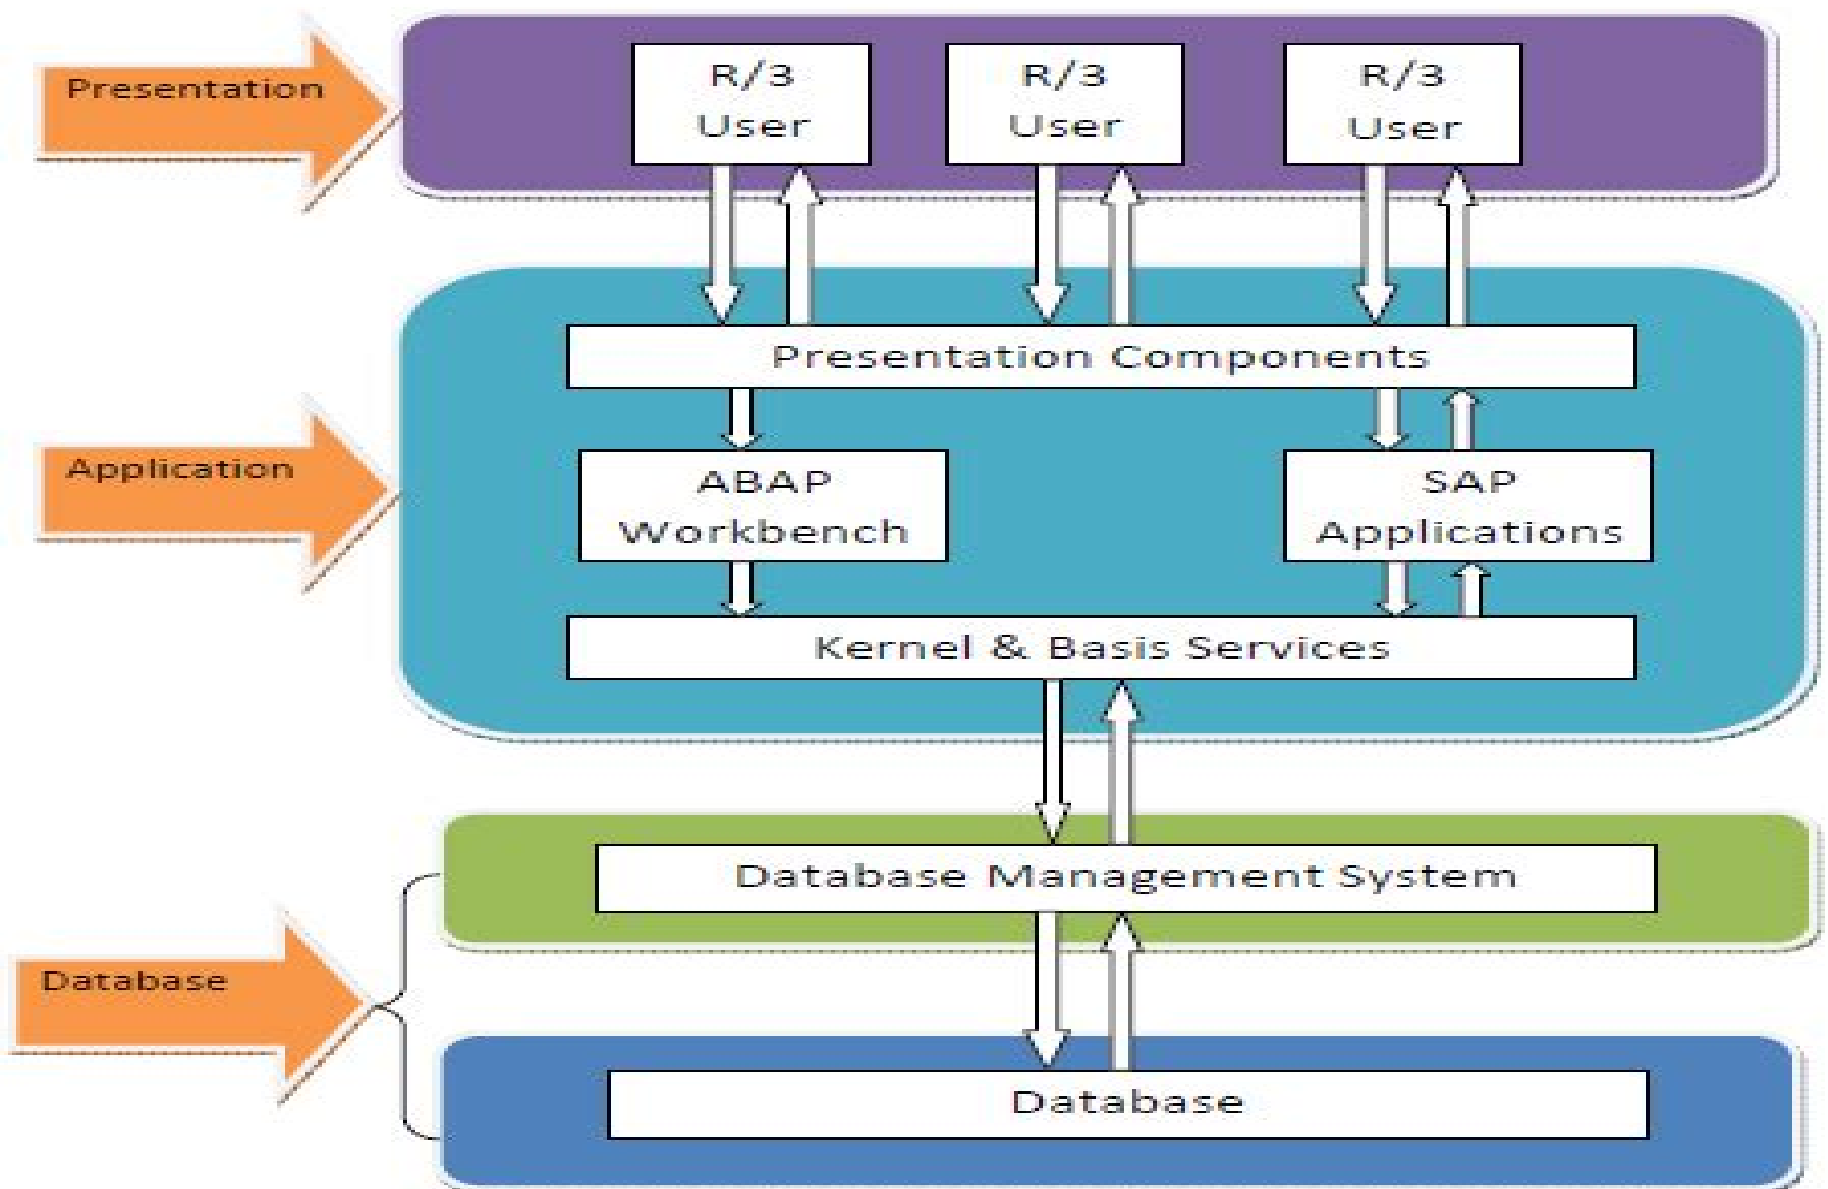 Presentation
R/3
User
R/3
User
R/3
User
Presentation Components
Application
ABAP
Workbench
SAP
Applications
Kernel & Basis Services
Database Management System
Database
Database